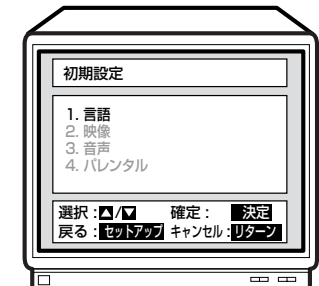 初期設定
1. 言語
2. 映像
3. 音声
4. パレンタル
選択：▲/▼ 確定： 決定
戻る：セットアップ キャンセル：リターン